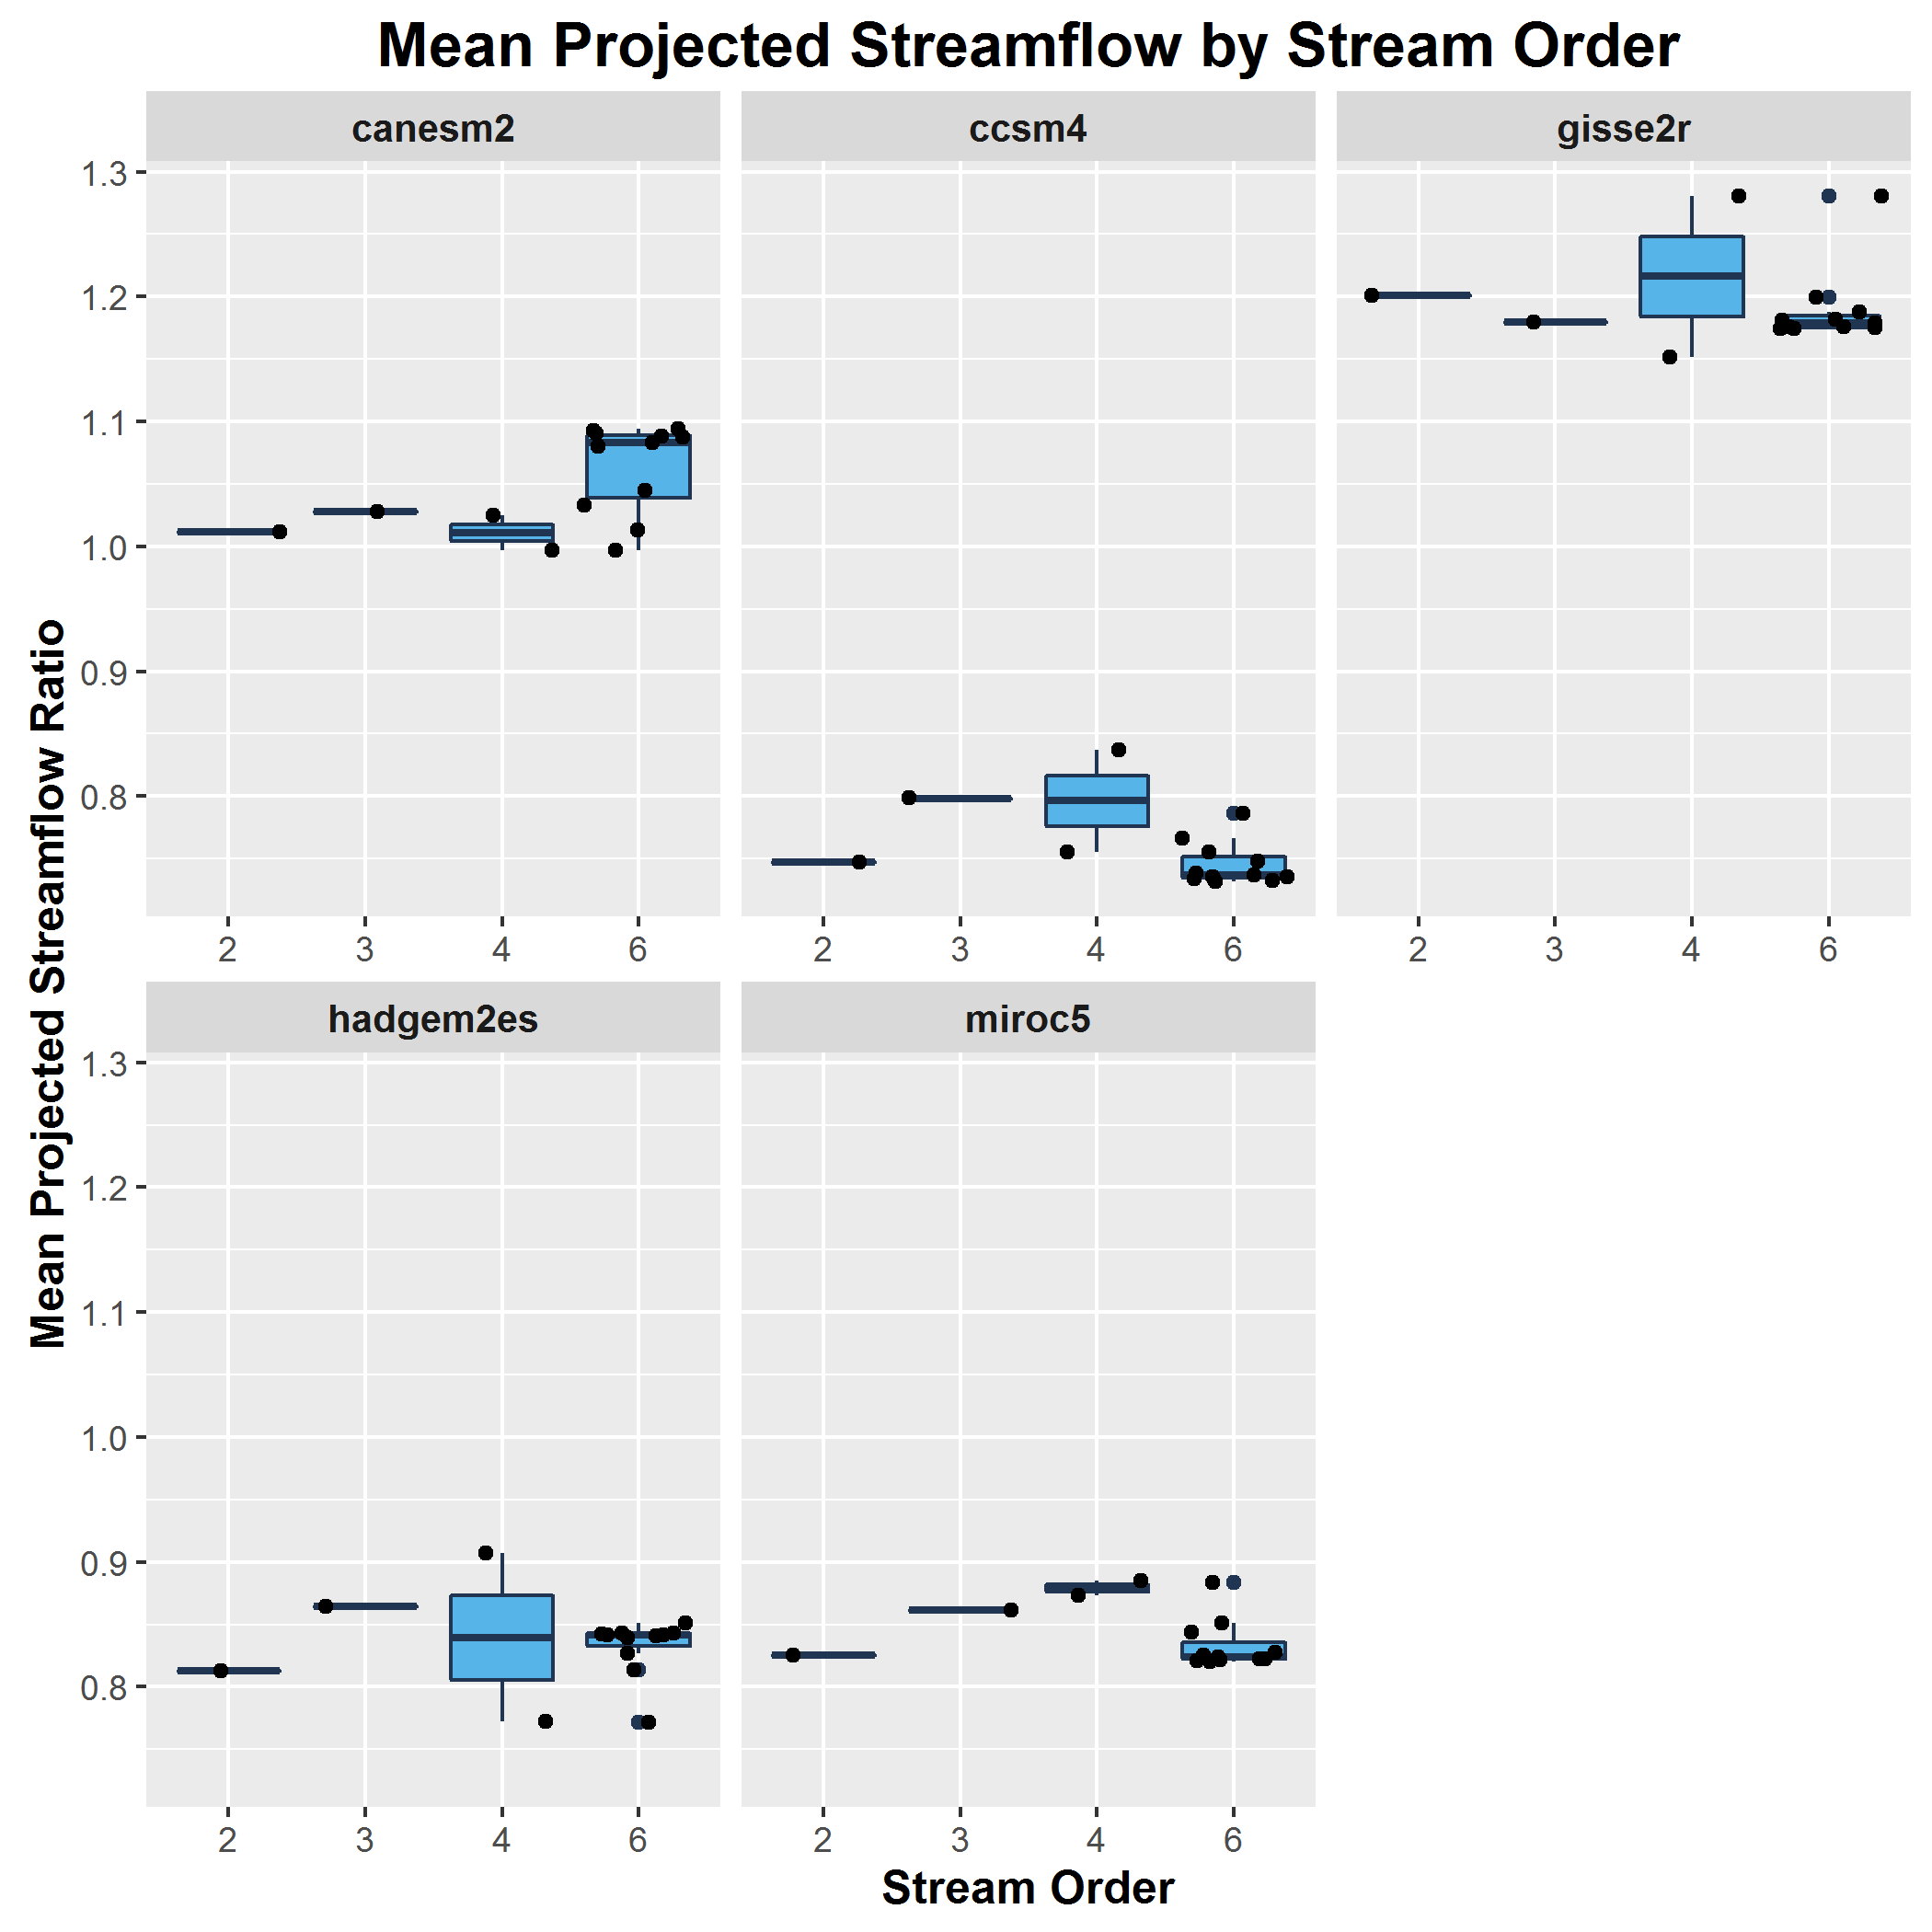 Mean Projected Streamflow by Stream Order
canesm2 ccsm4 gisse2r
1.3
1.2
1.1
1.0
0.9
0.8
2 3 4 6 2 3 4 6 2 3 4 6
Mean Projected Streamflow Ratio
hadgem2es miroc5
1.3
1.2
1.1
1.0
0.9
0.8
2 3 4 6 2 3 4 6
Stream Order